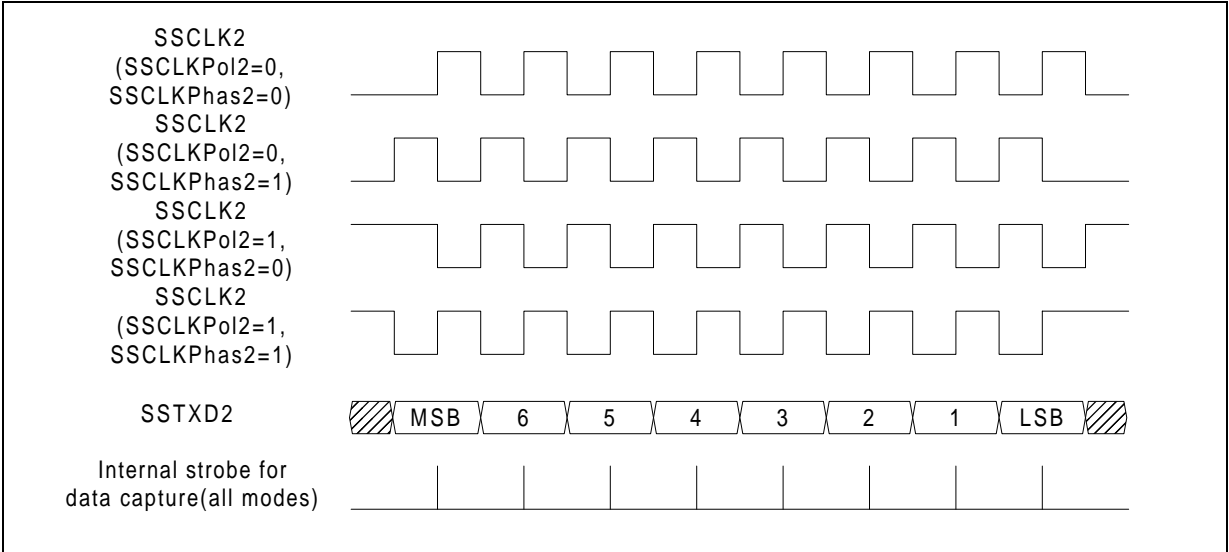 SSCLK2
(SSCLKPol2=0,
SSCLKPhas2=0)
SSCLK2
(SSCLKPol2=0,
SSCLKPhas2=1)
SSCLK2
(SSCLKPol2=1,
SSCLKPhas2=0)
SSCLK2
(SSCLKPol2=1,
SSCLKPhas2=1)
SSTXD2 MSB 6 5 4 3 2 1 LSB
Internal strobe for
data capture(all modes)